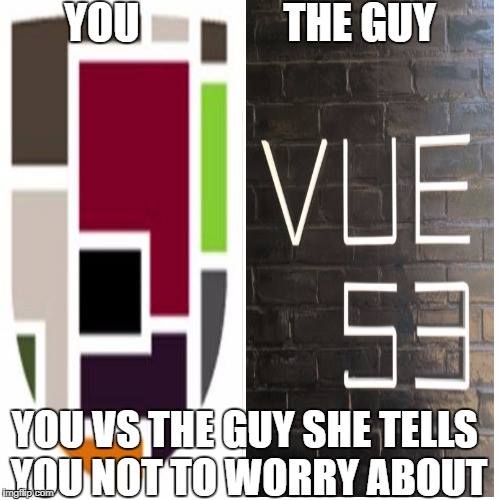 YOU
THE GUY
VUE
53
YOU VS THE GUY SHE TELLS
YOU NOT TO WORRY ABOUT
imgflip.com